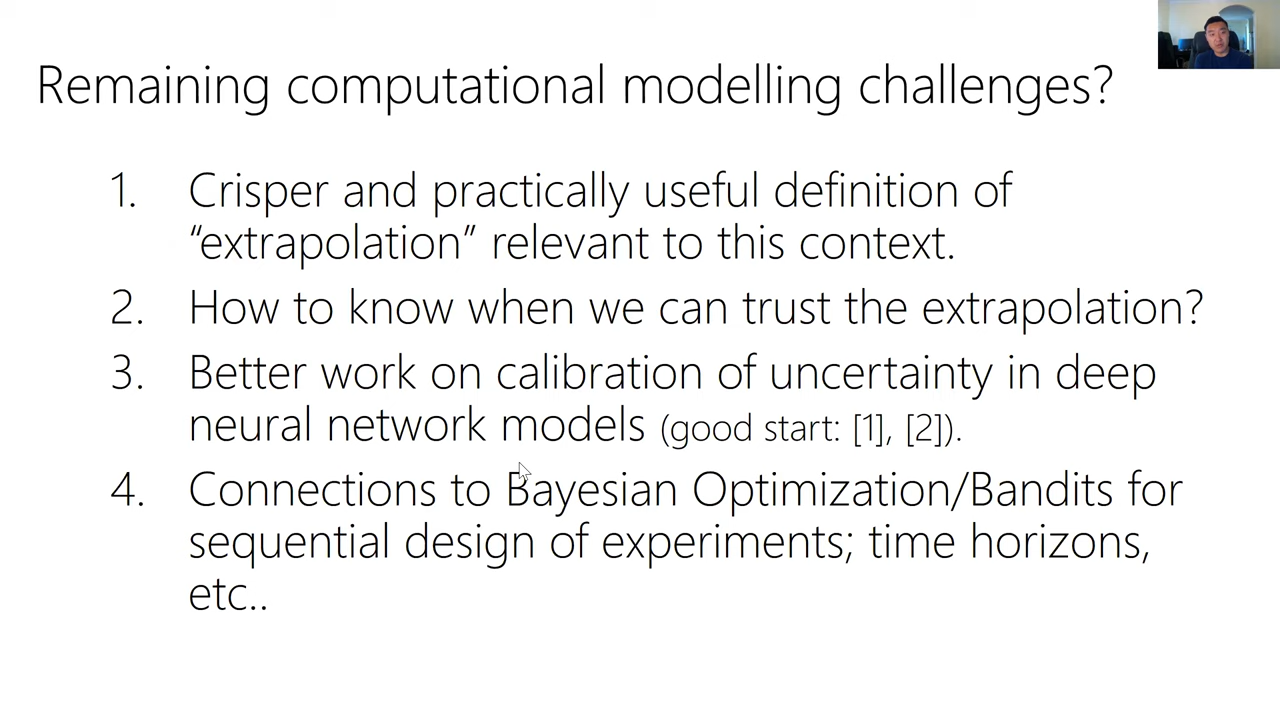 Remaining computational modelling challenges?
1. Crisper and practically useful definition of
“extrapolation” relevant to this context.
2. How to know when we can trust the extrapolation?
3. Better work on calibration of uncertainty in deep
neural network models (good start: [1], [2]).
4. Connections to Bayesian Optimization/Bandits for
sequential design of experiments; time horizons,
etc..